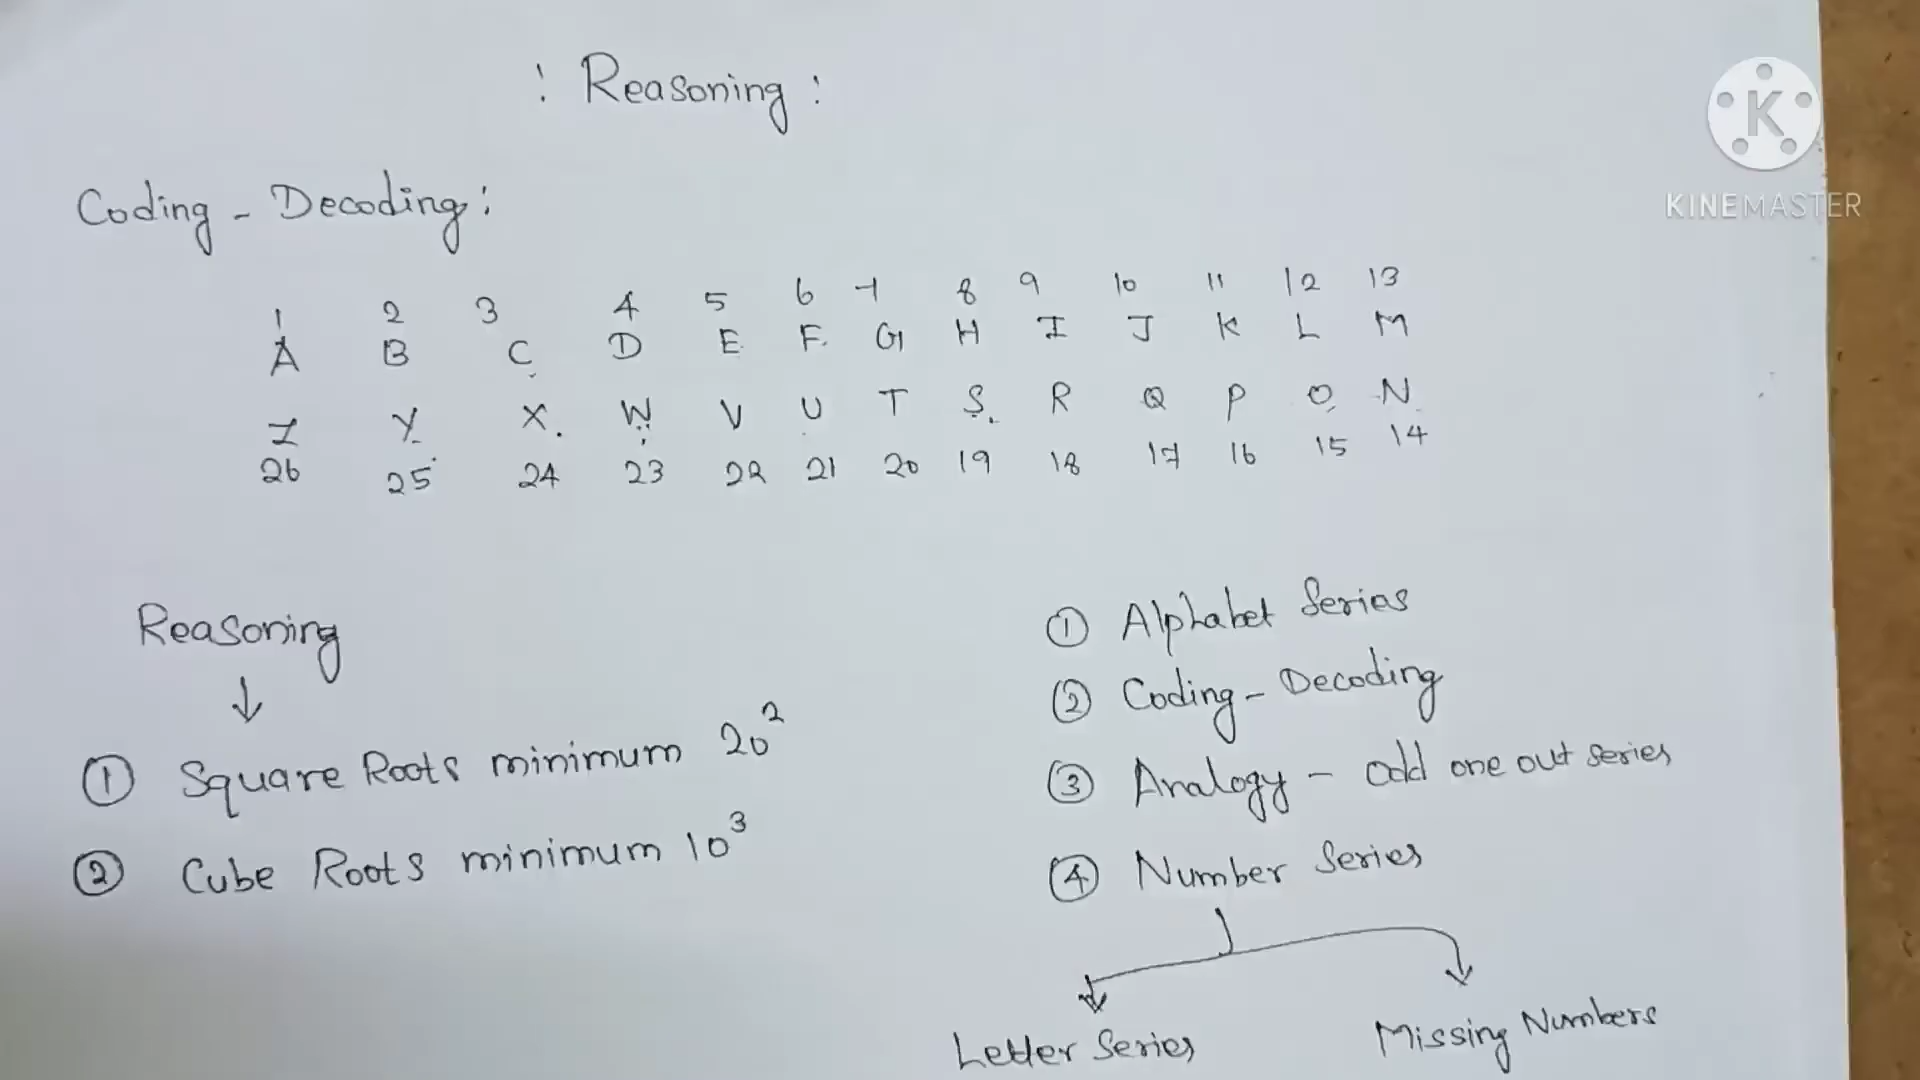 : Reasoning :
Coding - Decoding :
1 2 3 4 5 6 7 8 9 10 11 12 13
A B C D E F G H I J K L M
Z Y X W V U T S R Q P O N
26 25 24 23 22 21 20 19 18 17 16 15 14
Reasoning
↓
① Square Roots minimum 20²
② Cube Roots minimum 10³
① Alphabet Series
② Coding - Decoding
③ Analogy - odd one out series
④ Number Series
Letter Series
Missing Numbers
K
KINEMASTER